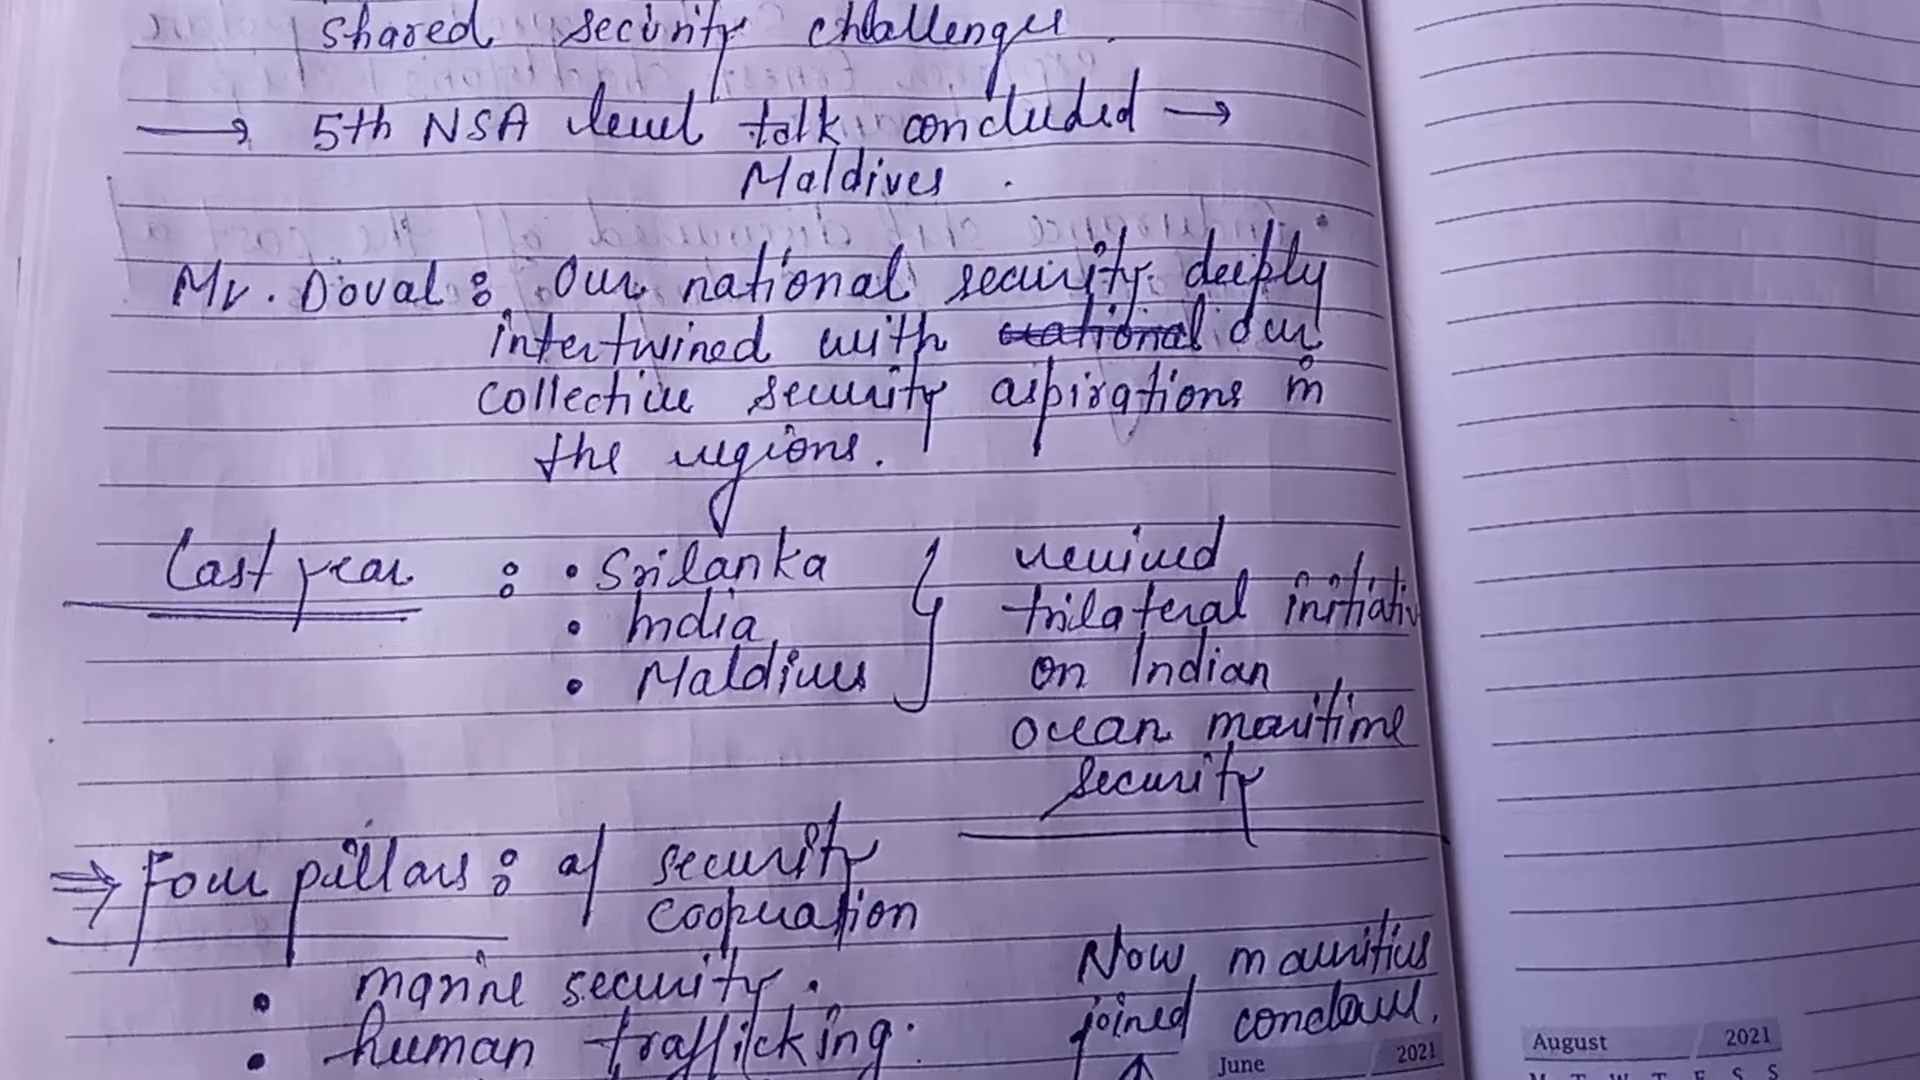 shared security challenges.
→ 5th NSA level talk concluded →
Maldives.
Mr. Doval : Our national security deeply
intertwined with national our
collective security aspirations in
the regions.
Last year : • Srilanka
• India
• Maldives
revived
trilateral initiativ
on Indian
ocean maritime
security
⇒ Four pillars : of security
cooperation
• marine security.
• human trafficking.
Now mauritius
joined conclave.
June 2021
August 2021
M T W T F S S